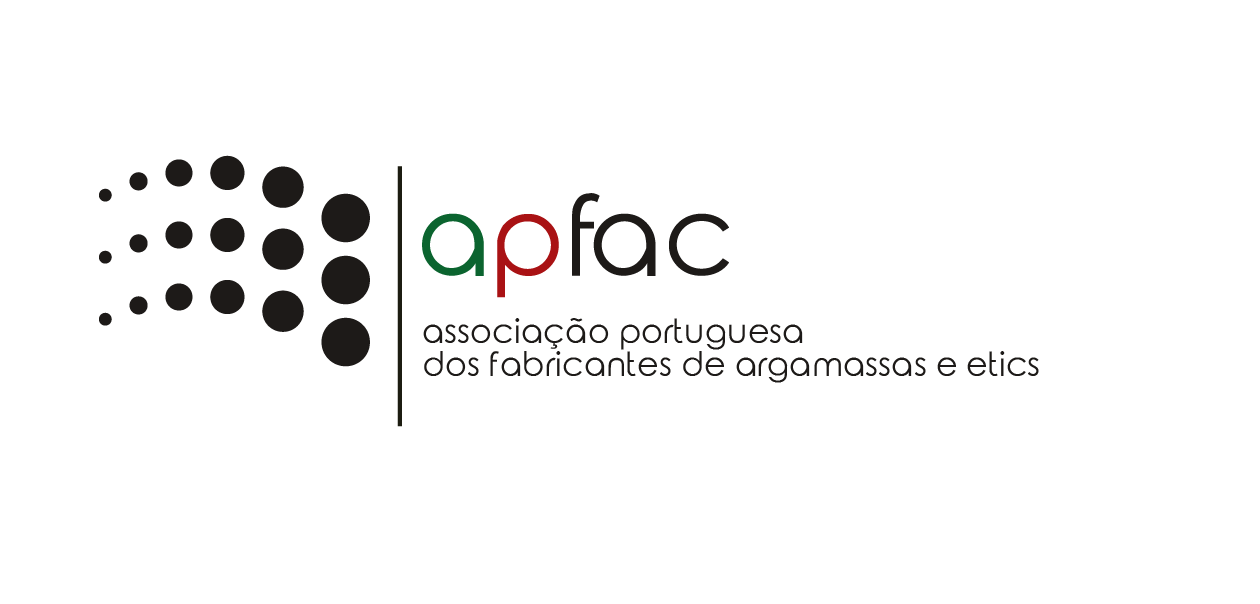 apfac
associação portuguesa
dos fabricantes de argamassas e etics